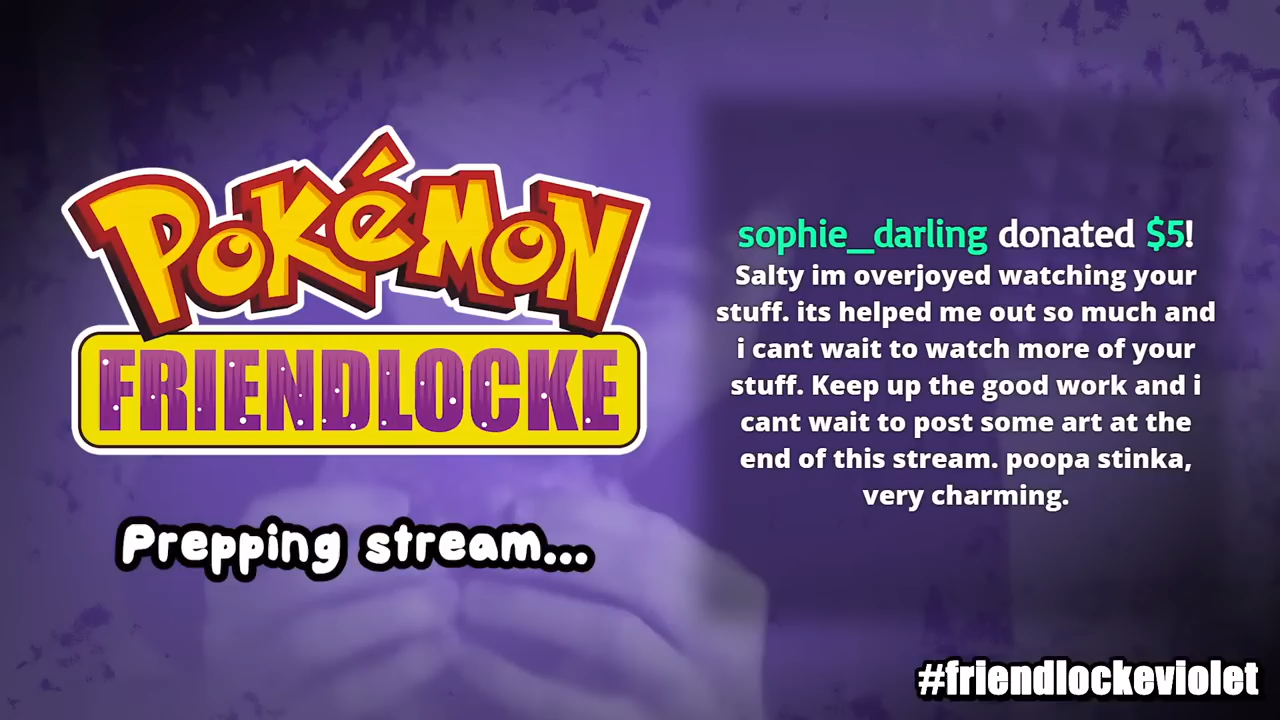 POKéMON
FRIENDLOCKE
Prepping stream...
sophie_darling donated $5!
Salty im overjoyed watching your
stuff. its helped me out so much and
i cant wait to watch more of your
stuff. Keep up the good work and i
cant wait to post some art at the
end of this stream. poopa stinka,
very charming.
#friendlockeviolet